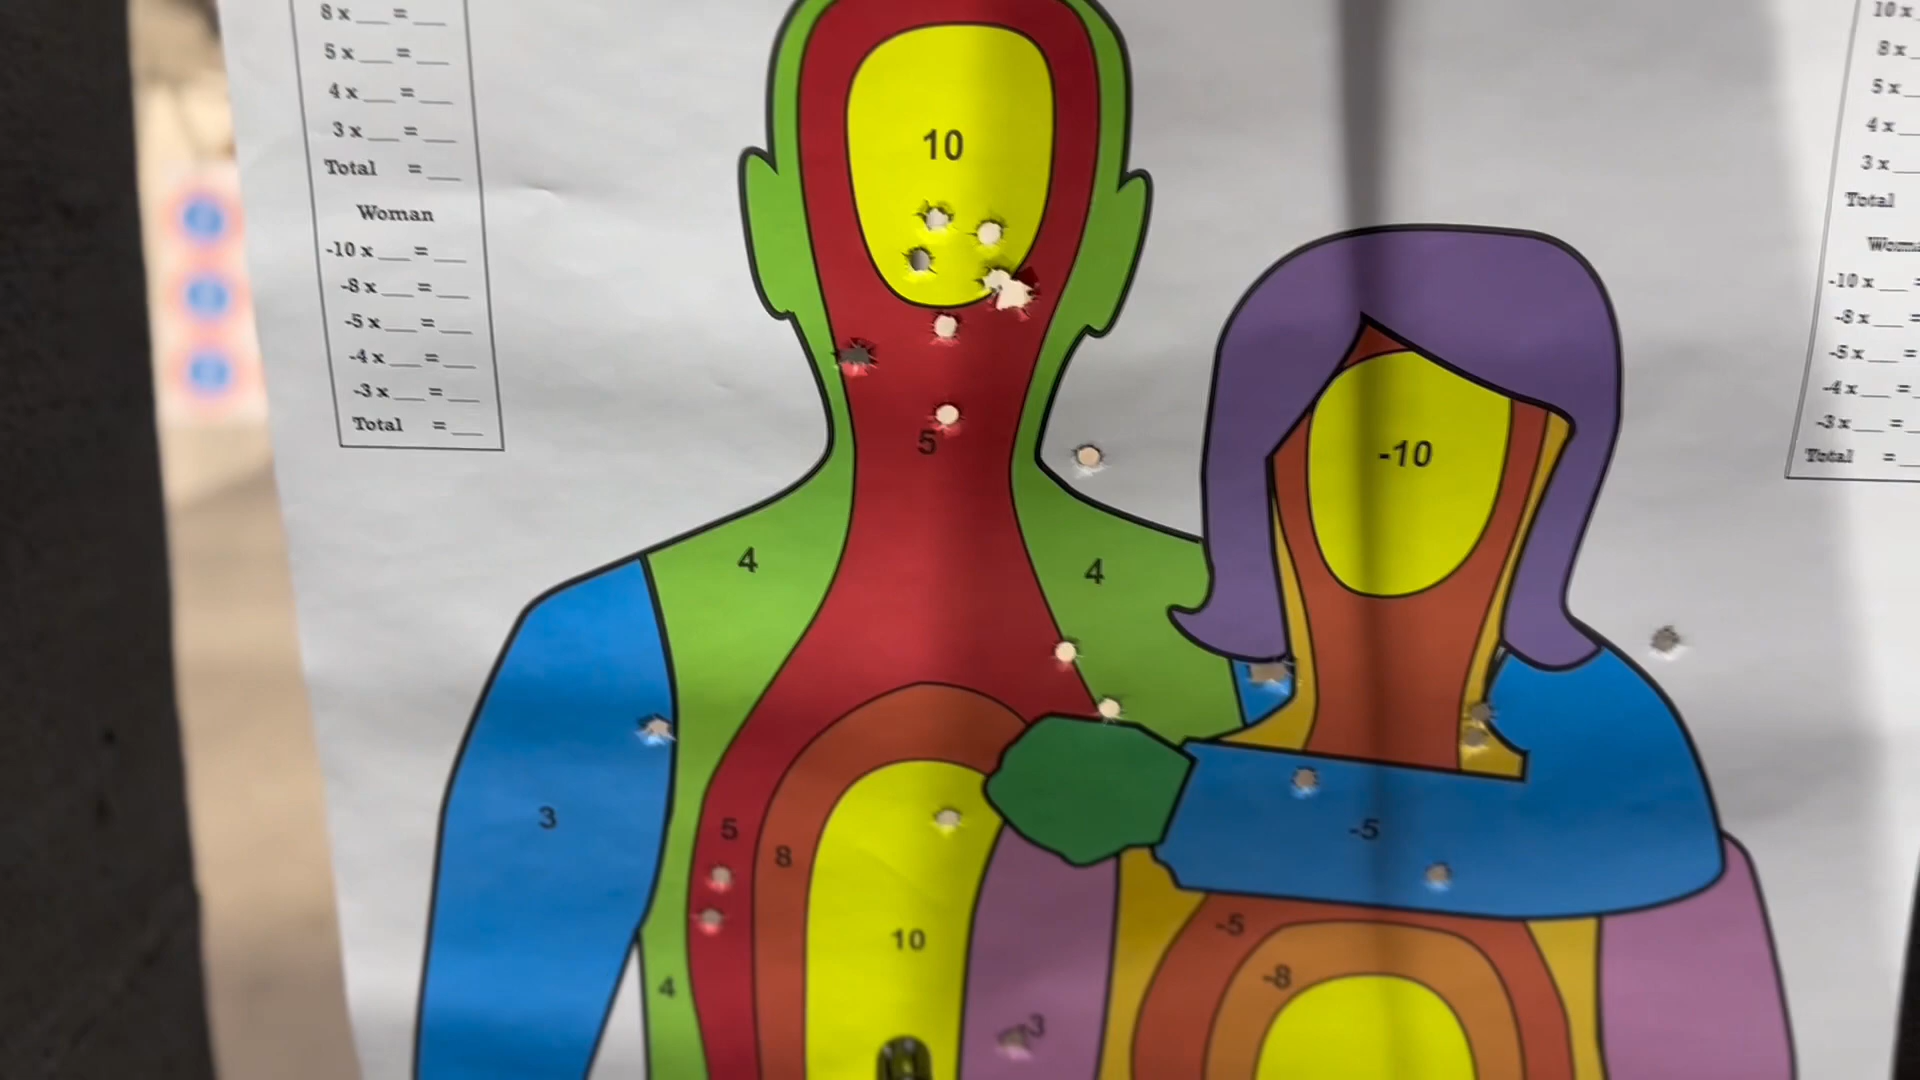 8 x ___ = ___
5 x ___ = ___
4 x ___ = ___
3 x ___ = ___
Total = ___
Woman
-10 x ___ = ___
-8 x ___ = ___
-5 x ___ = ___
-4 x ___ = ___
-3 x ___ = ___
Total = ___
10
5
4
4
3
5
8
10
4
3
-10
-5
-5
-8
10 x
8 x
5 x
4 x
3 x
Total
-10 x ___ =
-8 x ___ =
-5 x ___ =
-4 x ___ =
-3 x ___ =
Total =